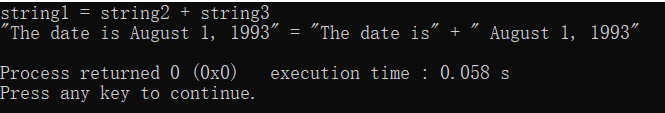 string1 = string2 + string3
"The date is August 1, 1993" = "The date is" + " August 1, 1993"
Process returned 0 (0x0)   execution time : 0.058 s
Press any key to continue.